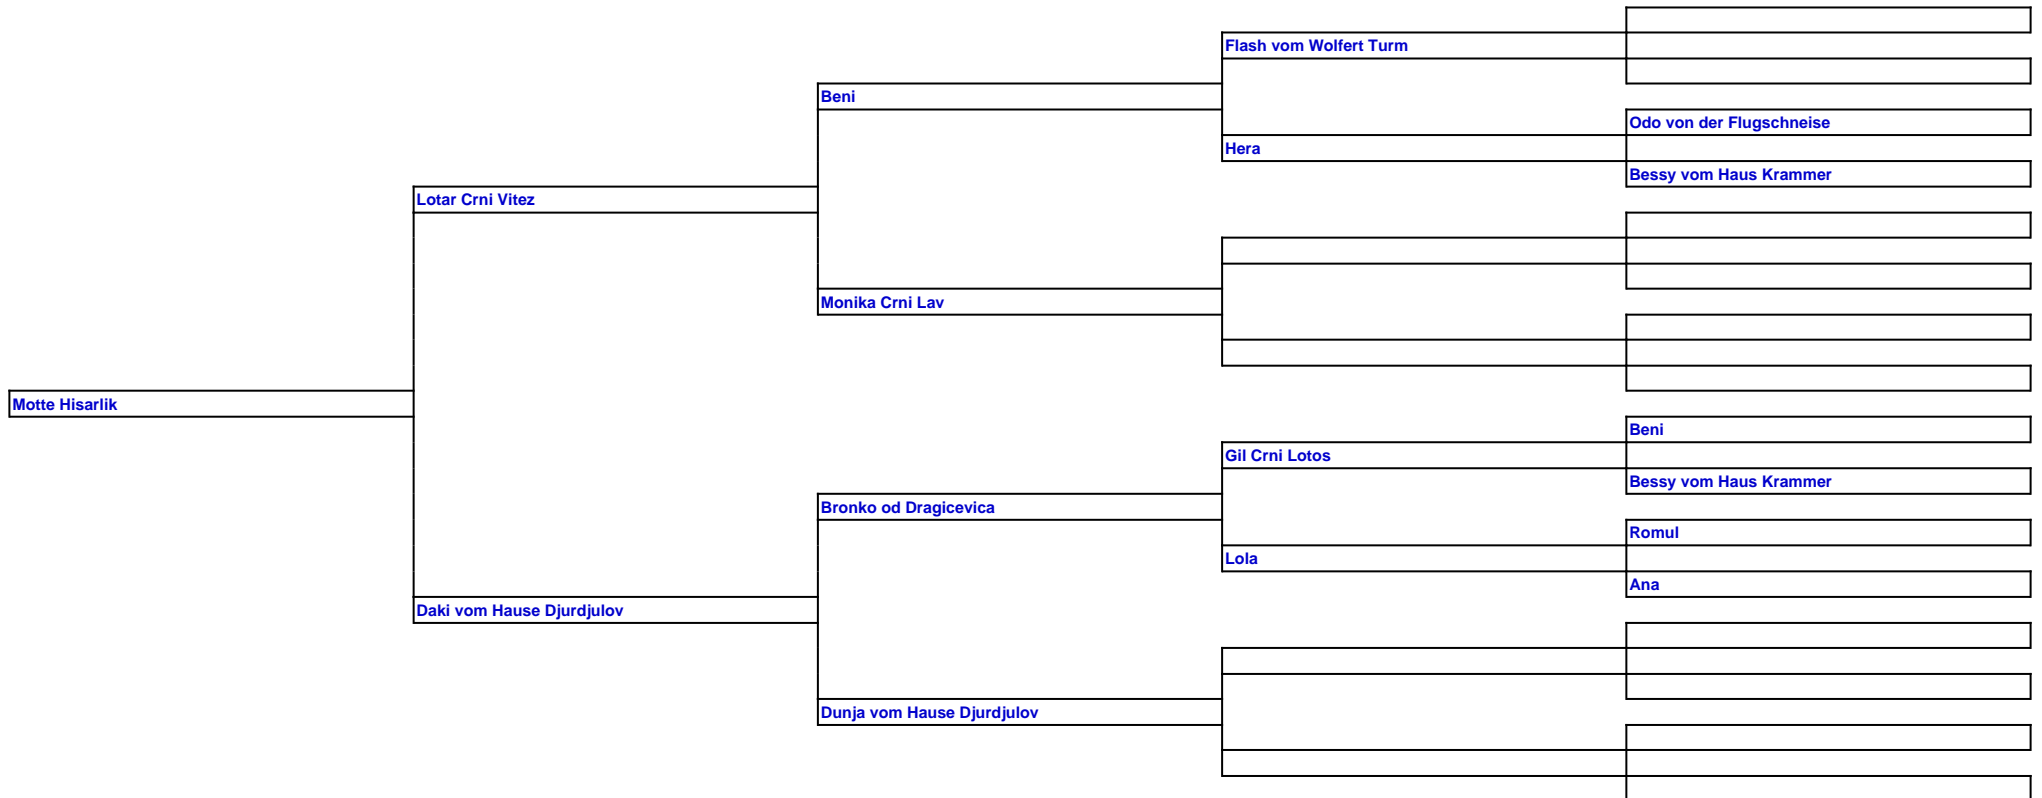 Flash vom Wolfert Turm
Beni
Odo von der Flugschneise
Hera
Bessy vom Haus Krammer
Lotar Crni Vitez
Monika Crni Lav
Motte Hisarlik
Beni
Gil Crni Lotos
Bessy vom Haus Krammer
Bronko od Dragicevica
Romul
Lola
Ana
Daki vom Hause Djurdjulov
Dunja vom Hause Djurdjulov